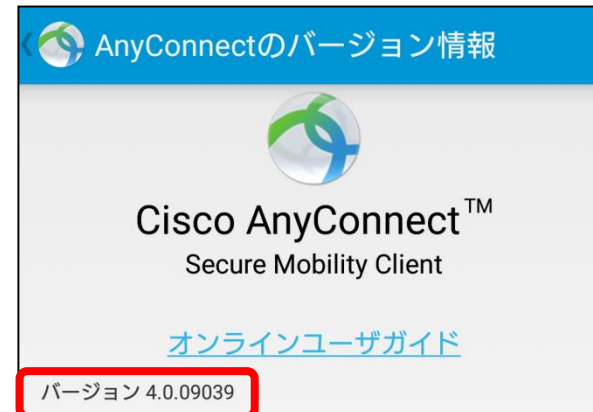 AnyConnectのバージョン情報
Cisco AnyConnect™
Secure Mobility Client
オンラインユーザガイド
バージョン 4.0.09039